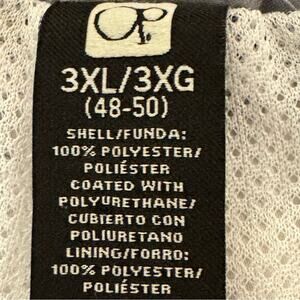 Op
3XL/3XG
(48-50)
SHELL/FUNDA:
100% POLYESTER/
POLIÉSTER
COATED WITH
POLYURETHANE/
CUBIERTO CON
POLIURETANO
LINING/FORRO:
100% POLYESTER/
POLIÉSTER